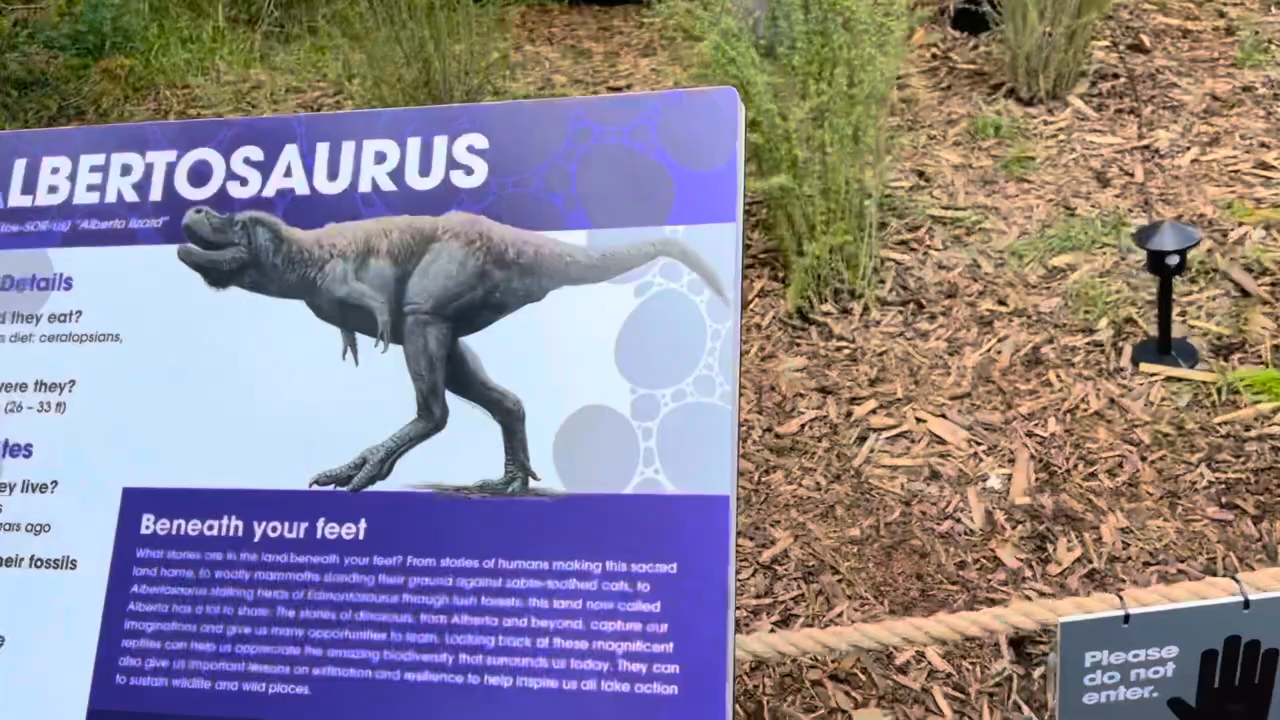 ALBERTOSAURUS
"Alberta lizard"
Details
they eat?
diet: ceratopsians,
were they?
(26 – 33 ft)
live?
ago
fossils
Beneath your feet
What stories are in the land beneath your feet? From stories of humans making this sacred
land home, to woolly mammoths standing their ground against sabre-toothed cats, to
Albertosaurus stalking herds of Edmontosaurus through lush forests, this land now called
Alberta has a lot to share. The stories of dinosaurs, from Alberta and beyond, capture our
imaginations and give us many opportunities to learn. Looking back at these magnificent
reptiles can help us appreciate the amazing biodiversity that surrounds us today. They can
also give us important lessons on extinction and resilience to help inspire us all take action
to sustain wildlife and wild places.
Please
do not
enter.